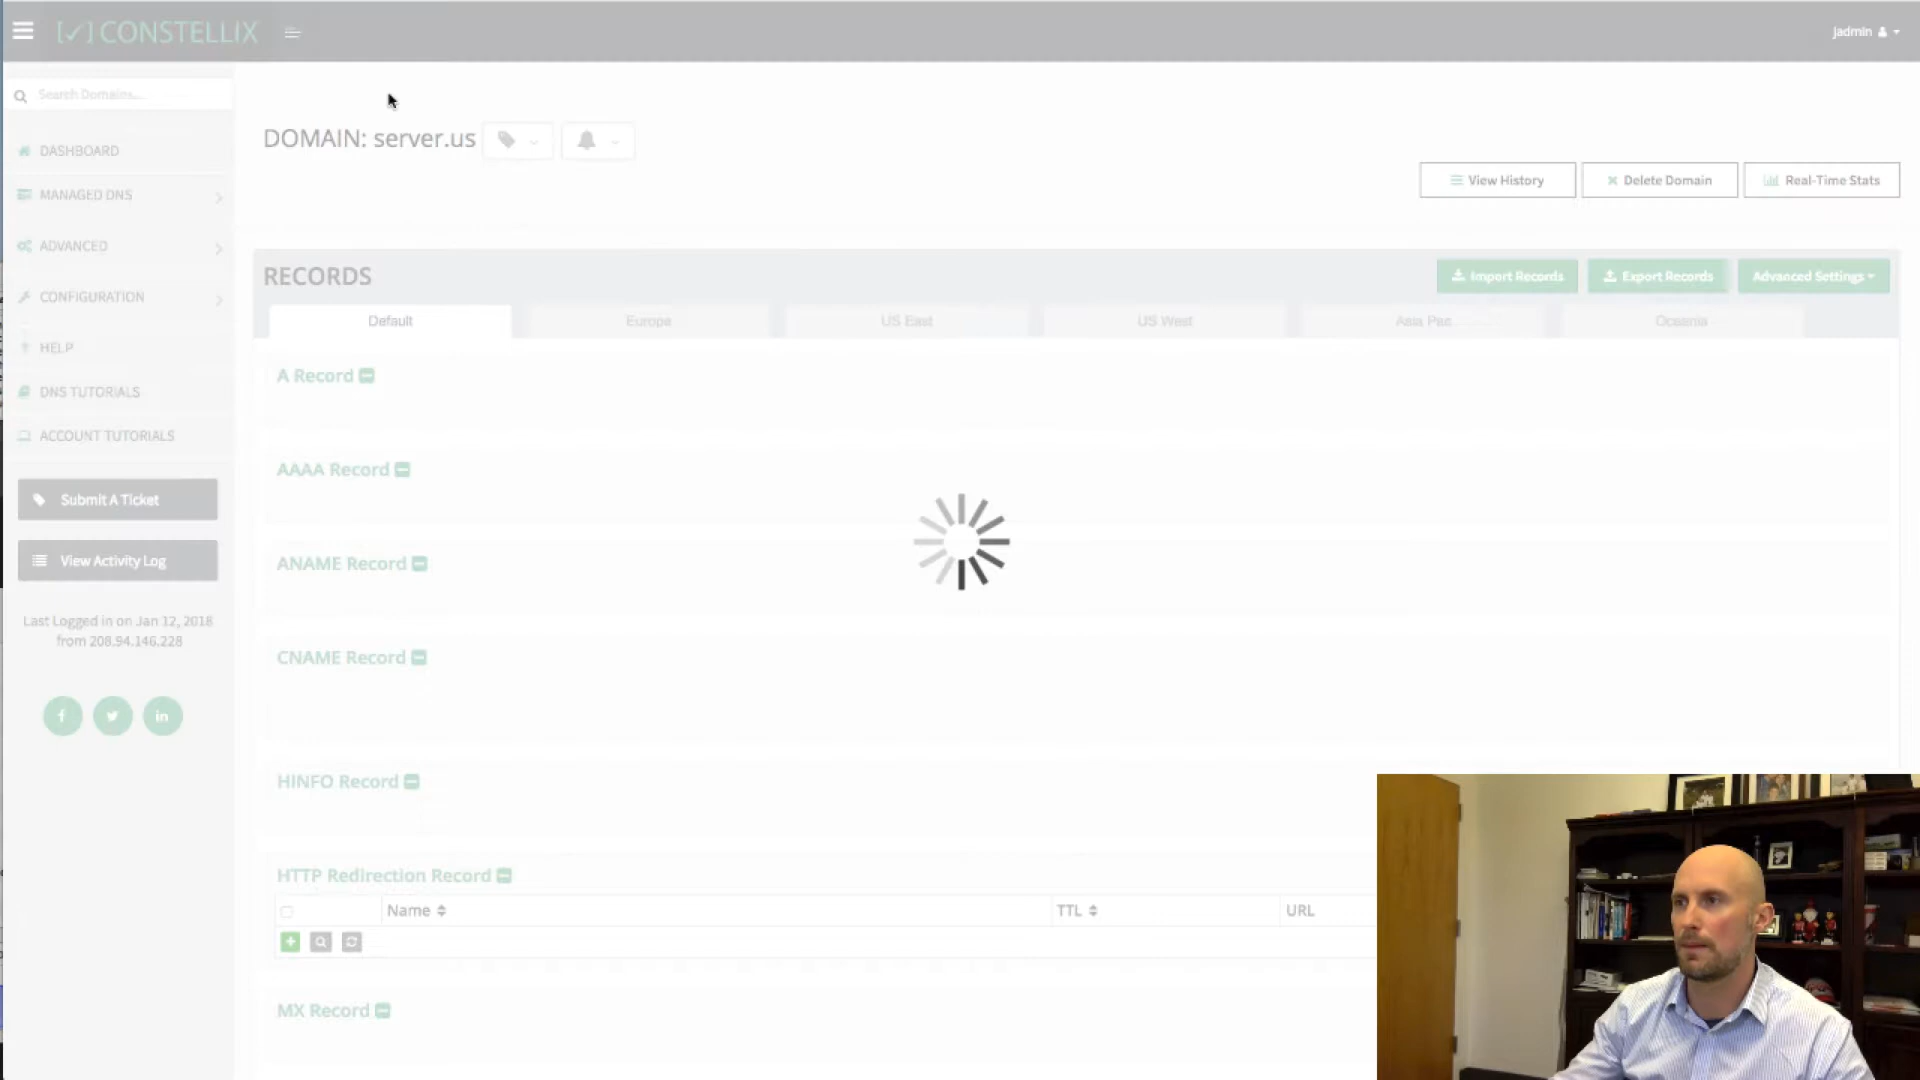 [✓] CONSTELLIX
jadmin
Search Domains...
DASHBOARD
MANAGED DNS
ADVANCED
CONFIGURATION
HELP
DNS TUTORIALS
ACCOUNT TUTORIALS
Submit A Ticket
View Activity Log
Last Logged in on Jan 12, 2018
from 208.94.146.228
DOMAIN: server.us
View History
Delete Domain
Real-Time Stats
RECORDS
Import Records
Export Records
Advanced Settings
Default
Europe
US East
US West
Asia Pac
Oceania
A Record
AAAA Record
ANAME Record
CNAME Record
HINFO Record
HTTP Redirection Record
Name
TTL
URL
MX Record